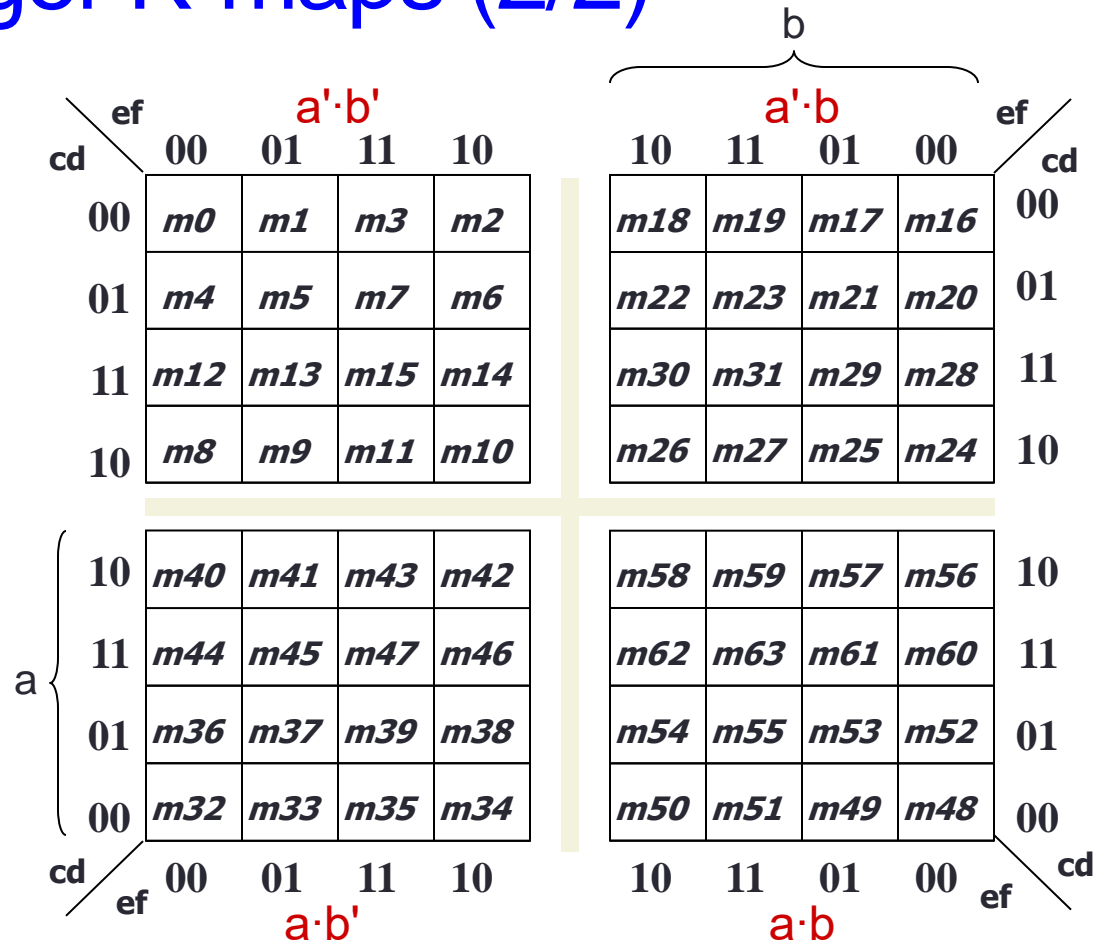 ger K-maps (2/2)
b
ef a'·b' a'·b ef
cd 00 01 11 10 10 11 01 00 cd
00 m0 m1 m3 m2 m18 m19 m17 m16 00
01 m4 m5 m7 m6 m22 m23 m21 m20 01
11 m12 m13 m15 m14 m30 m31 m29 m28 11
10 m8 m9 m11 m10 m26 m27 m25 m24 10
10 m40 m41 m43 m42 m58 m59 m57 m56 10
a 11 m44 m45 m47 m46 m62 m63 m61 m60 11
01 m36 m37 m39 m38 m54 m55 m53 m52 01
00 m32 m33 m35 m34 m50 m51 m49 m48 00
cd ef 00 01 11 10 10 11 01 00 ef cd
a·b' a·b